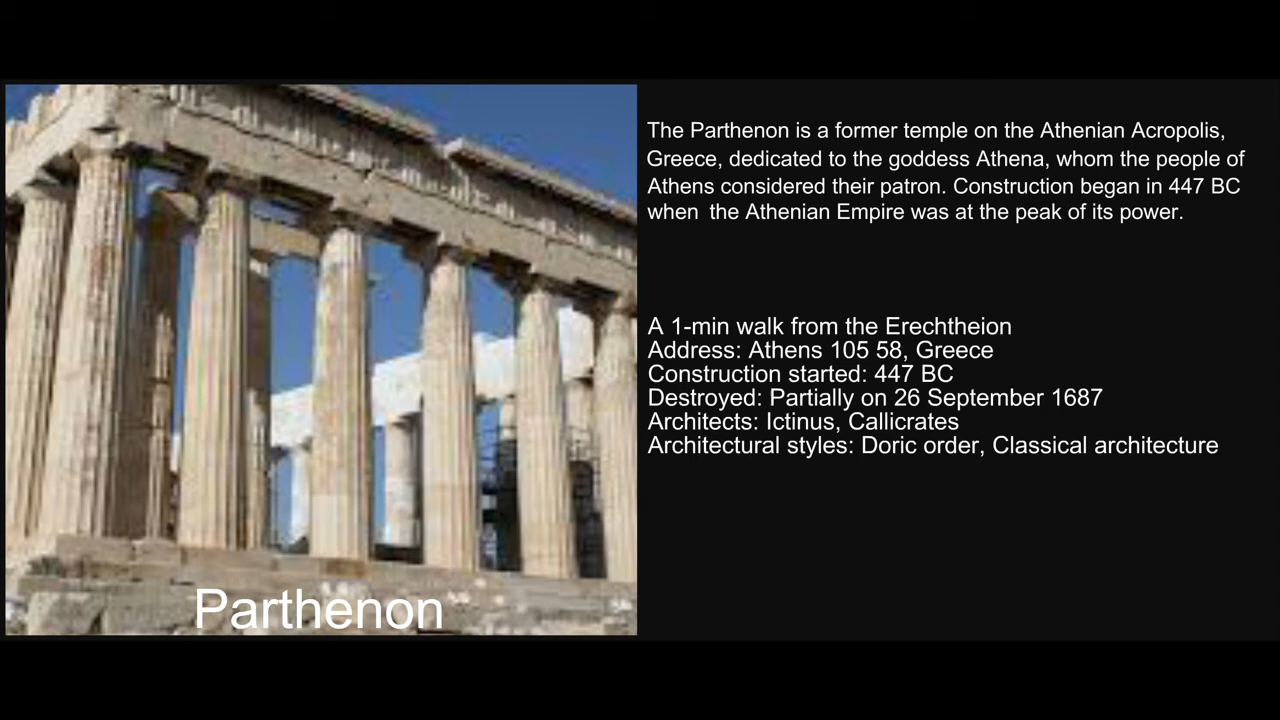 The Parthenon is a former temple on the Athenian Acropolis,
Greece, dedicated to the goddess Athena, whom the people of
Athens considered their patron. Construction began in 447 BC
when  the Athenian Empire was at the peak of its power.
A 1-min walk from the Erechtheion
Address: Athens 105 58, Greece
Construction started: 447 BC
Destroyed: Partially on 26 September 1687
Architects: Ictinus, Callicrates
Architectural styles: Doric order, Classical architecture
Parthenon